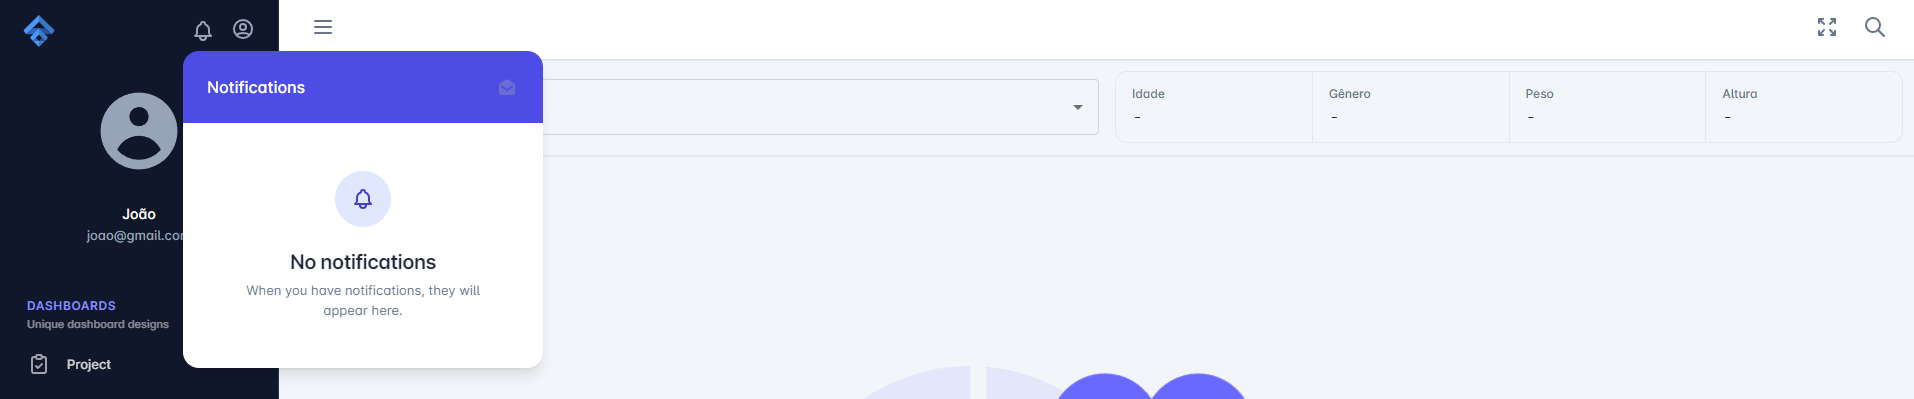 Notifications
No notifications
When you have notifications, they will
appear here.
João
joao@gmail.co
DASHBOARDS
Unique dashboard designs
Project
Idade
-
Gênero
-
Peso
-
Altura
-